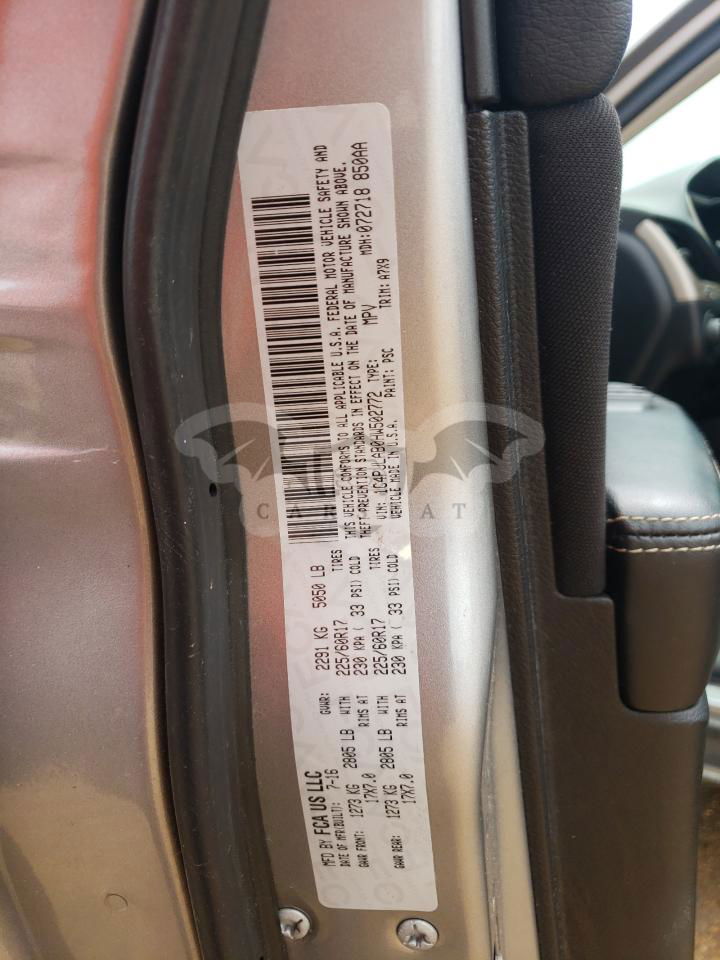 MFD BY FCA US LLC
DATE OF MFR(BUILT): 7-16 GVWR: 2291 KG 5050 LB
GAWR FRONT: 1273 KG 2805 LB WITH 225/60R17 TIRES
17X7.0 RIMS AT 230 KPA ( 33 PSI) COLD
GAWR REAR: 1273 KG 2805 LB WITH 225/60R17 TIRES
17X7.0 RIMS AT 230 KPA ( 33 PSI) COLD
THIS VEHICLE CONFORMS TO ALL APPLICABLE U.S.A. FEDERAL MOTOR VEHICLE SAFETY AND
THEFT PREVENTION STANDARDS IN EFFECT ON THE DATE OF MANUFACTURE SHOWN ABOVE.
VIN: TYPE: MPV MDH:072718 850AA
VEHICLE MADE IN U.S.A. PAINT: PSC TRIM: A7X9